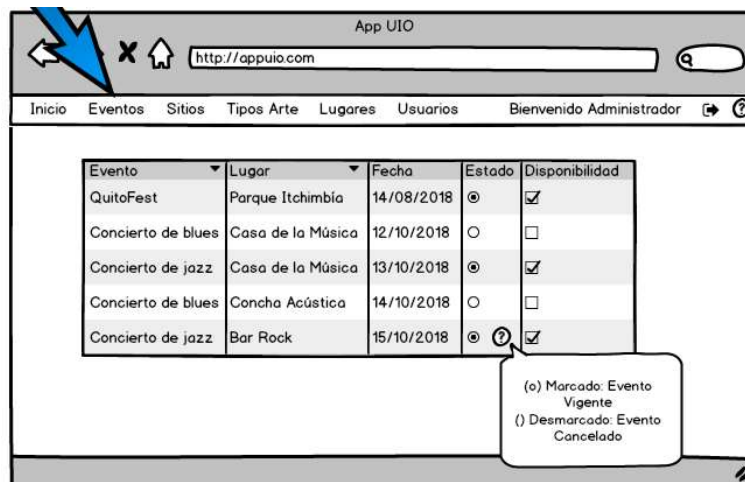 App UIO
http://appuio.com
Inicio Eventos Sitios Tipos Arte Lugares Usuarios Bienvenido Administrador ?
Evento Lugar Fecha Estado Disponibilidad
QuitoFest Parque Itchimbía 14/08/2018
Concierto de blues Casa de la Música 12/10/2018
Concierto de jazz Casa de la Música 13/10/2018
Concierto de blues Concha Acústica 14/10/2018
Concierto de jazz Bar Rock 15/10/2018 ?
(o) Marcado: Evento
Vigente
() Desmarcado: Evento
Cancelado